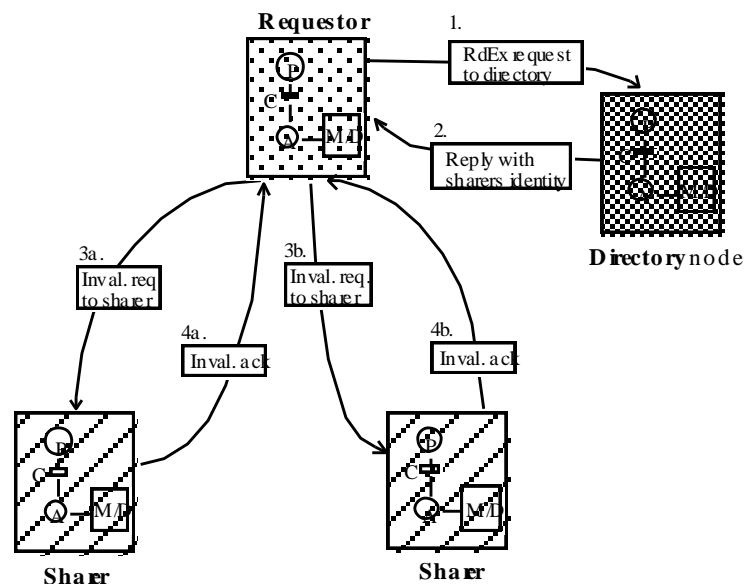 Requestor
1.
RdEx request
to directory
P
C
A
M/D
2.
Reply with
sharers identity
Directory node
3a.
Inval. req.
to sharer
3b.
Inval. req.
to sharer
4a.
Inval. ack
4b.
Inval. ack
P
C
A
M/D
P
C
A
M/D
Sharer
Sharer